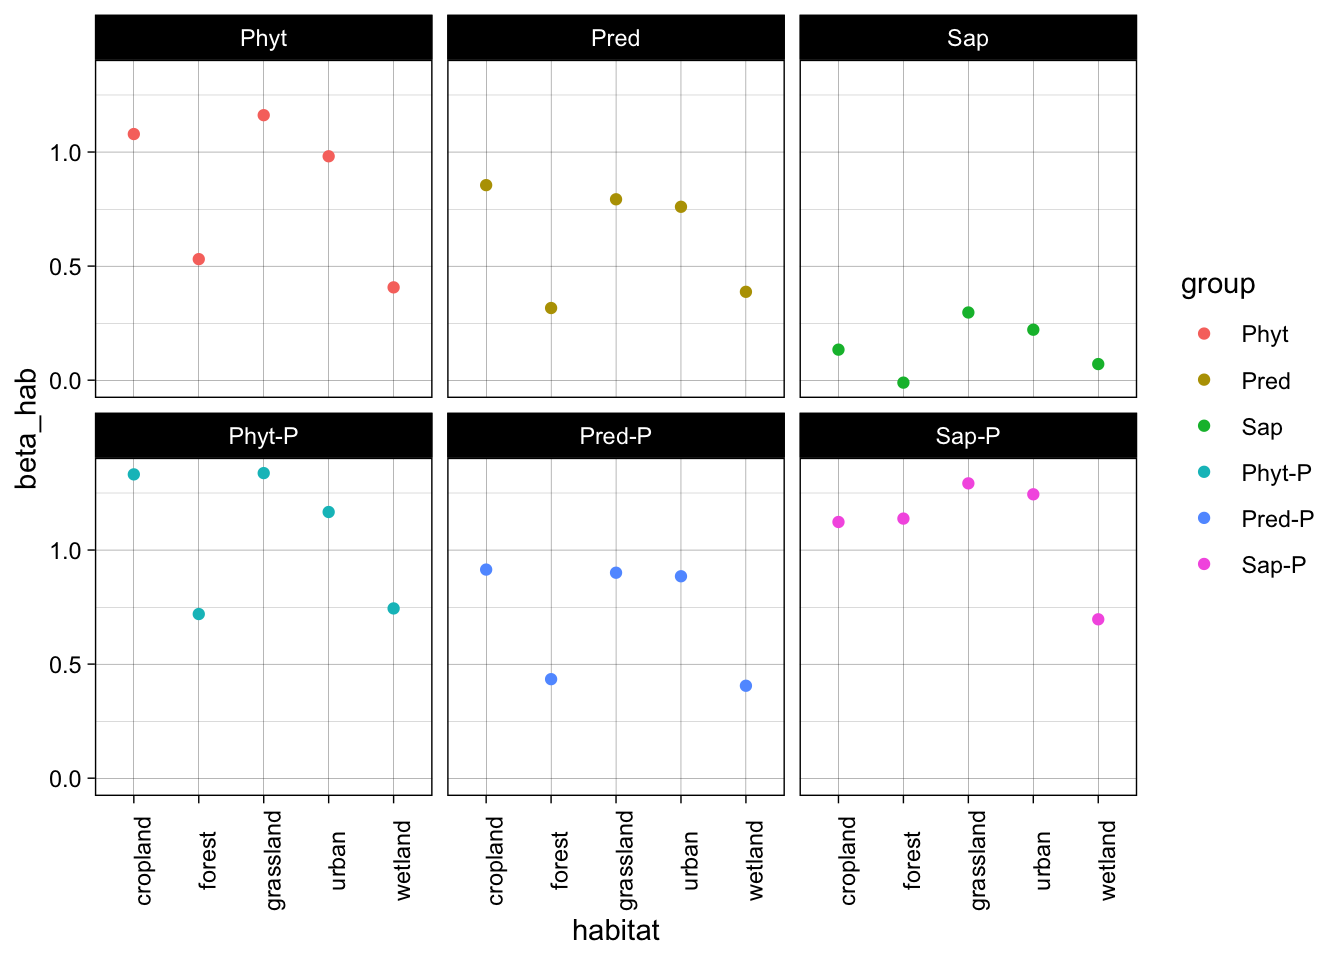 Phyt Pred Sap
1.0
0.5
0.0
beta_hab
Phyt-P Pred-P Sap-P
1.0
0.5
0.0
cropland forest grassland urban wetland cropland forest grassland urban wetland cropland forest grassland urban wetland
habitat
group
Phyt
Pred
Sap
Phyt-P
Pred-P
Sap-P